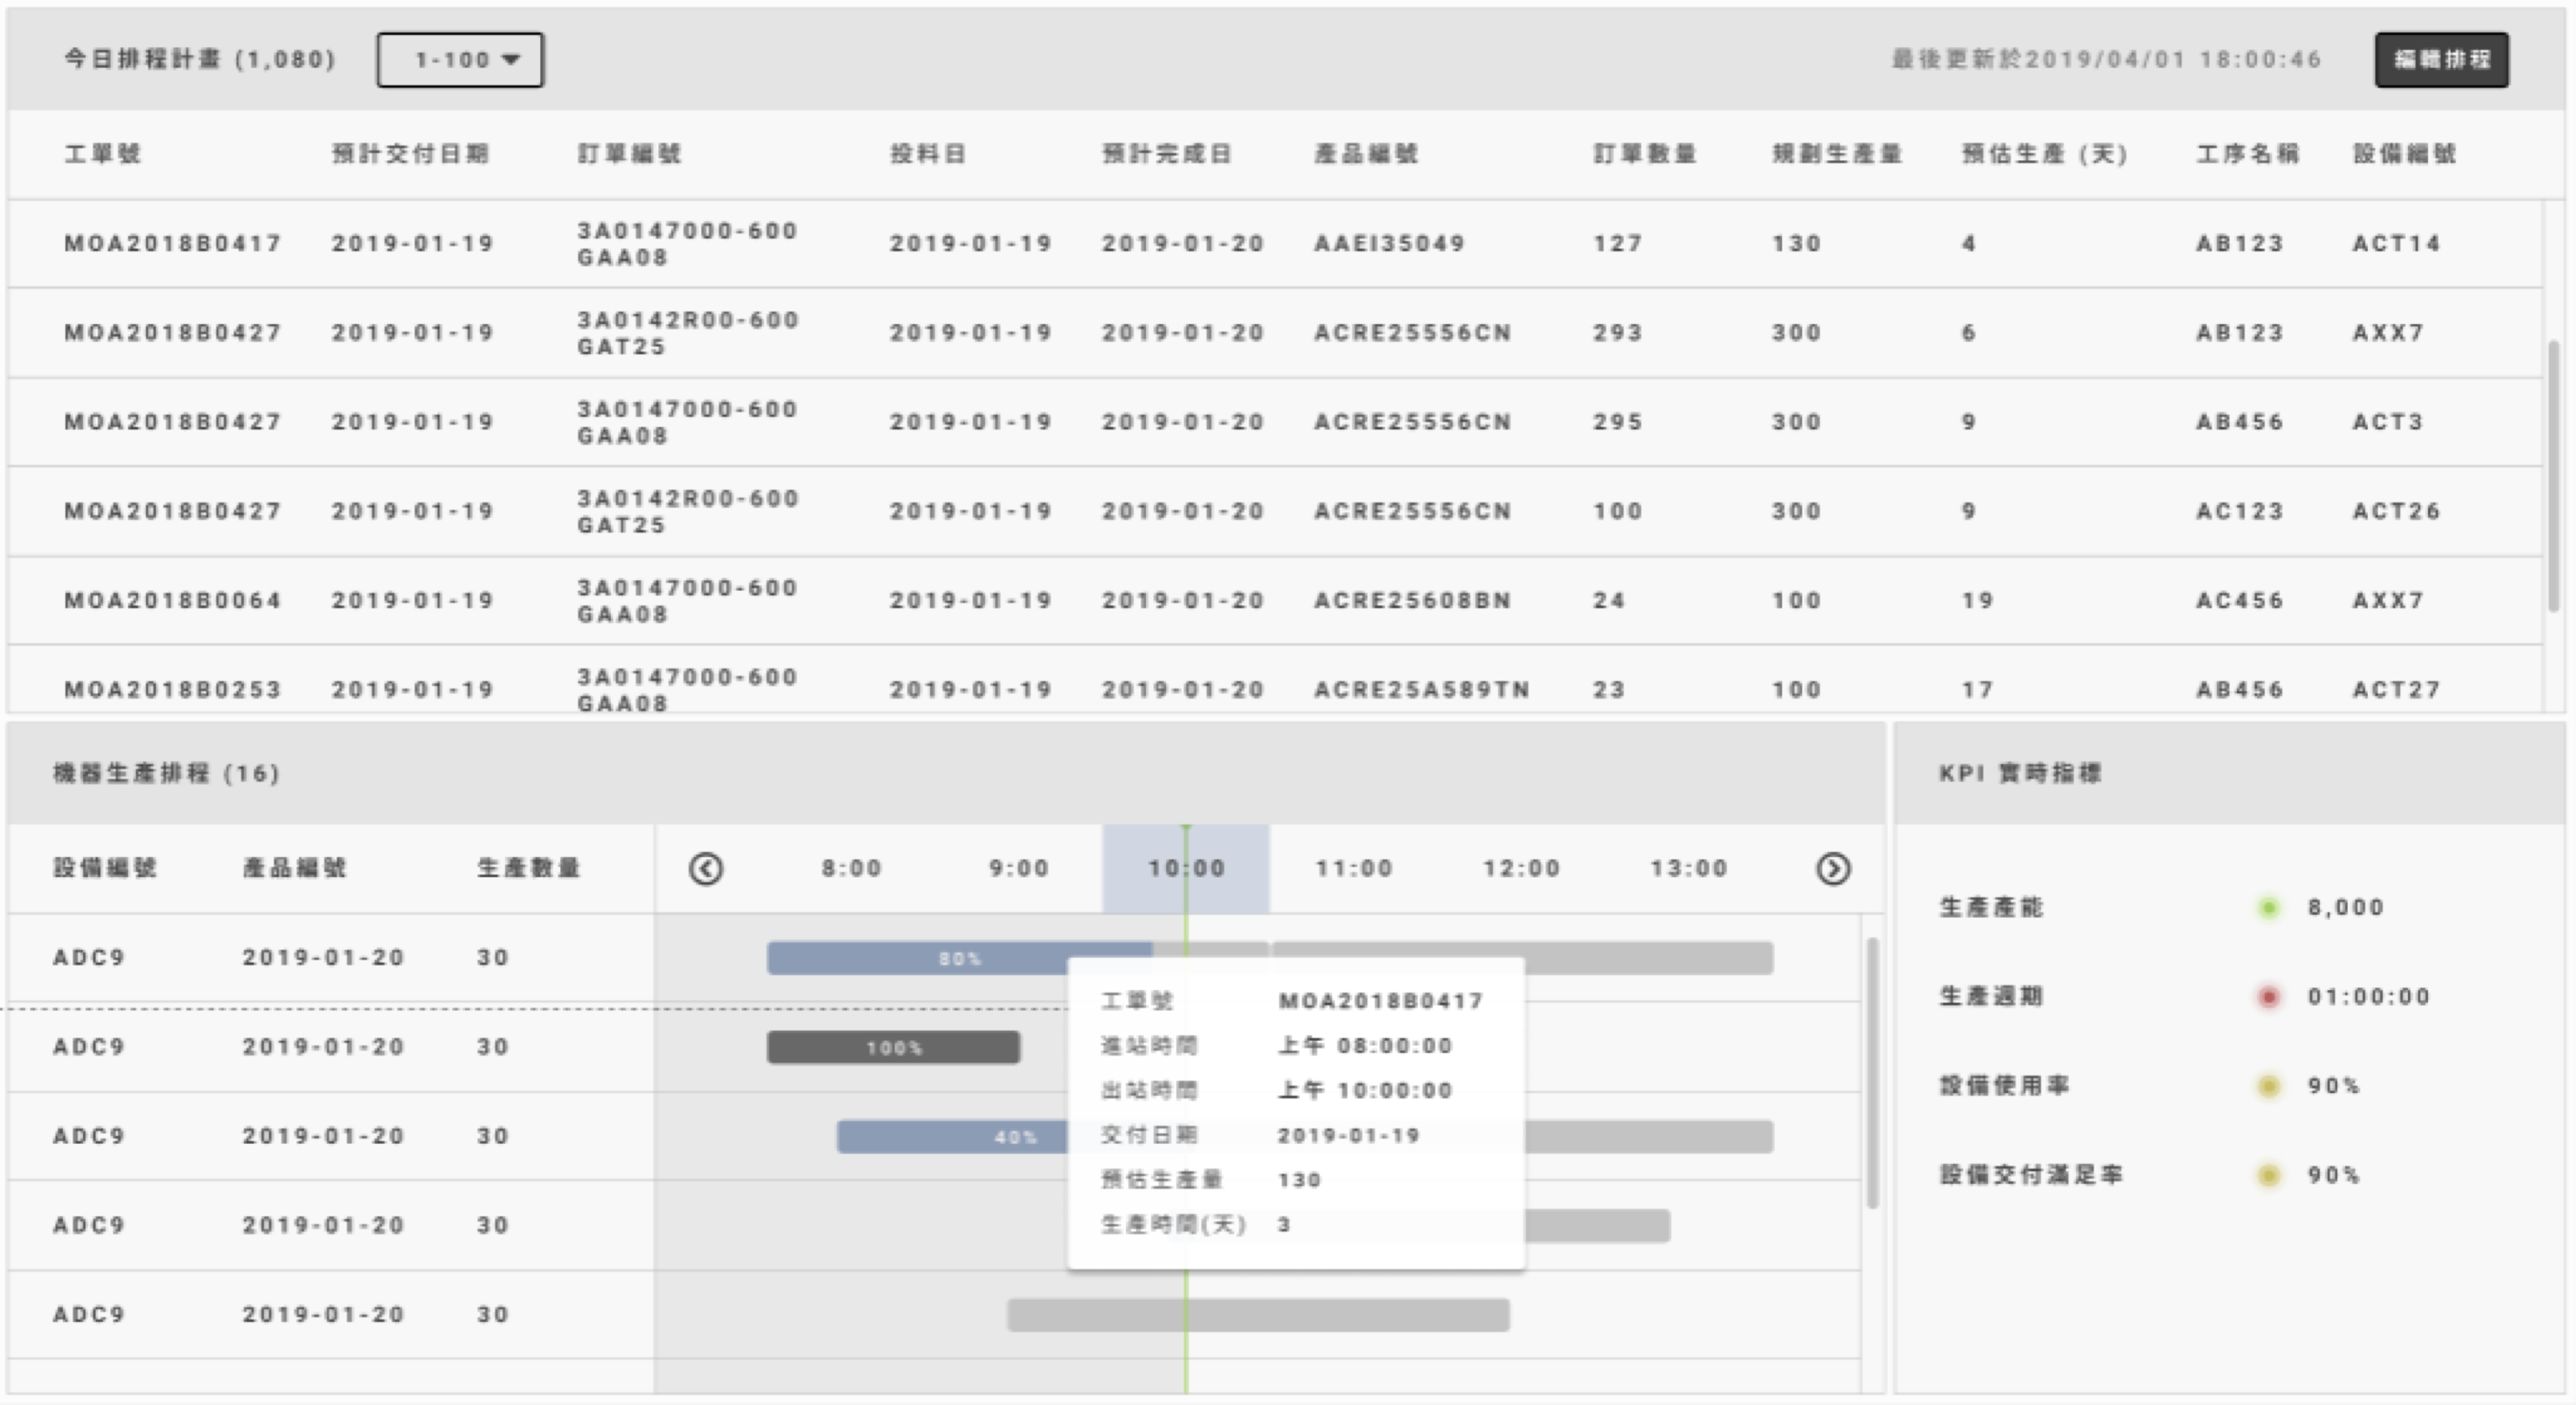 今日排程計畫 (1,080) 1-100 最後更新於2019/04/01 18:00:46 編輯排程
工單號 預計交付日期 訂單編號 投料日 預計完成日 產品編號 訂單數量 規劃生產量 預估生產 (天) 工序名稱 設備編號
MOA2018B0417 2019-01-19 3A0147000-600 GAA08 2019-01-19 2019-01-20 AAEI35049 127 130 4 AB123 ACT14
MOA2018B0427 2019-01-19 3A0142R00-600 GAT25 2019-01-19 2019-01-20 ACRE25556CN 293 300 6 AB123 AXX7
MOA2018B0427 2019-01-19 3A0147000-600 GAA08 2019-01-19 2019-01-20 ACRE25556CN 295 300 9 AB456 ACT3
MOA2018B0427 2019-01-19 3A0142R00-600 GAT25 2019-01-19 2019-01-20 ACRE25556CN 100 300 9 AC123 ACT26
MOA2018B0064 2019-01-19 3A0147000-600 GAA08 2019-01-19 2019-01-20 ACRE25608BN 24 100 19 AC456 AXX7
MOA2018B0253 2019-01-19 3A0147000-600 GAA08 2019-01-19 2019-01-20 ACRE25A589TN 23 100 17 AB456 ACT27
機器生產排程 (16)
設備編號 產品編號 生產數量 8:00 9:00 10:00 11:00 12:00 13:00
ADC9 2019-01-20 30 80%
ADC9 2019-01-20 30 100%
ADC9 2019-01-20 30 40%
ADC9 2019-01-20 30
ADC9 2019-01-20 30
工單號 MOA2018B0417
進站時間 上午 08:00:00
出站時間 上午 10:00:00
交付日期 2019-01-19
預估生產量 130
生產時間(天) 3
KPI 實時指標
生產產能 8,000
生產週期 01:00:00
設備使用率 90%
設備交付滿足率 90%